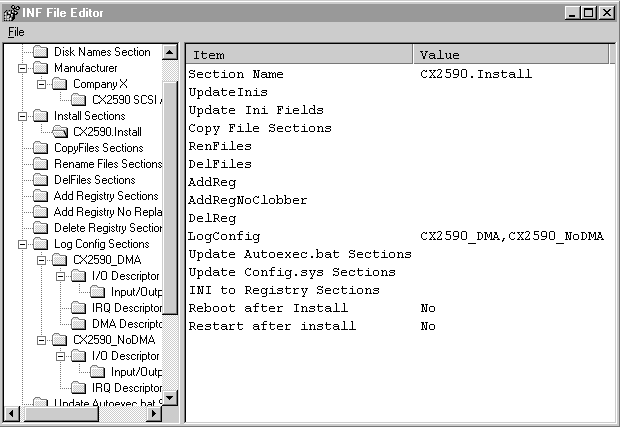 INF File Editor
File
Disk Names Section
Manufacturer
Company X
CX2590 SCSI
Install Sections
CX2590.Install
CopyFiles Sections
Rename Files Sections
DelFiles Sections
Add Registry Sections
Add Registry No Repla
Delete Registry Section
Log Config Sections
CX2590_DMA
I/O Descriptor
Input/Outp
IRQ Descriptor
DMA Descripto
CX2590_NoDMA
I/O Descriptor
Input/Outp
IRQ Descriptor
Update Autoexec.bat S
Item Value
Section Name CX2590.Install
UpdateInis
Update Ini Fields
Copy File Sections
RenFiles
DelFiles
AddReg
AddRegNoClobber
DelReg
LogConfig CX2590_DMA,CX2590_NoDMA
Update Autoexec.bat Sections
Update Config.sys Sections
INI to Registry Sections
Reboot after Install No
Restart after install No